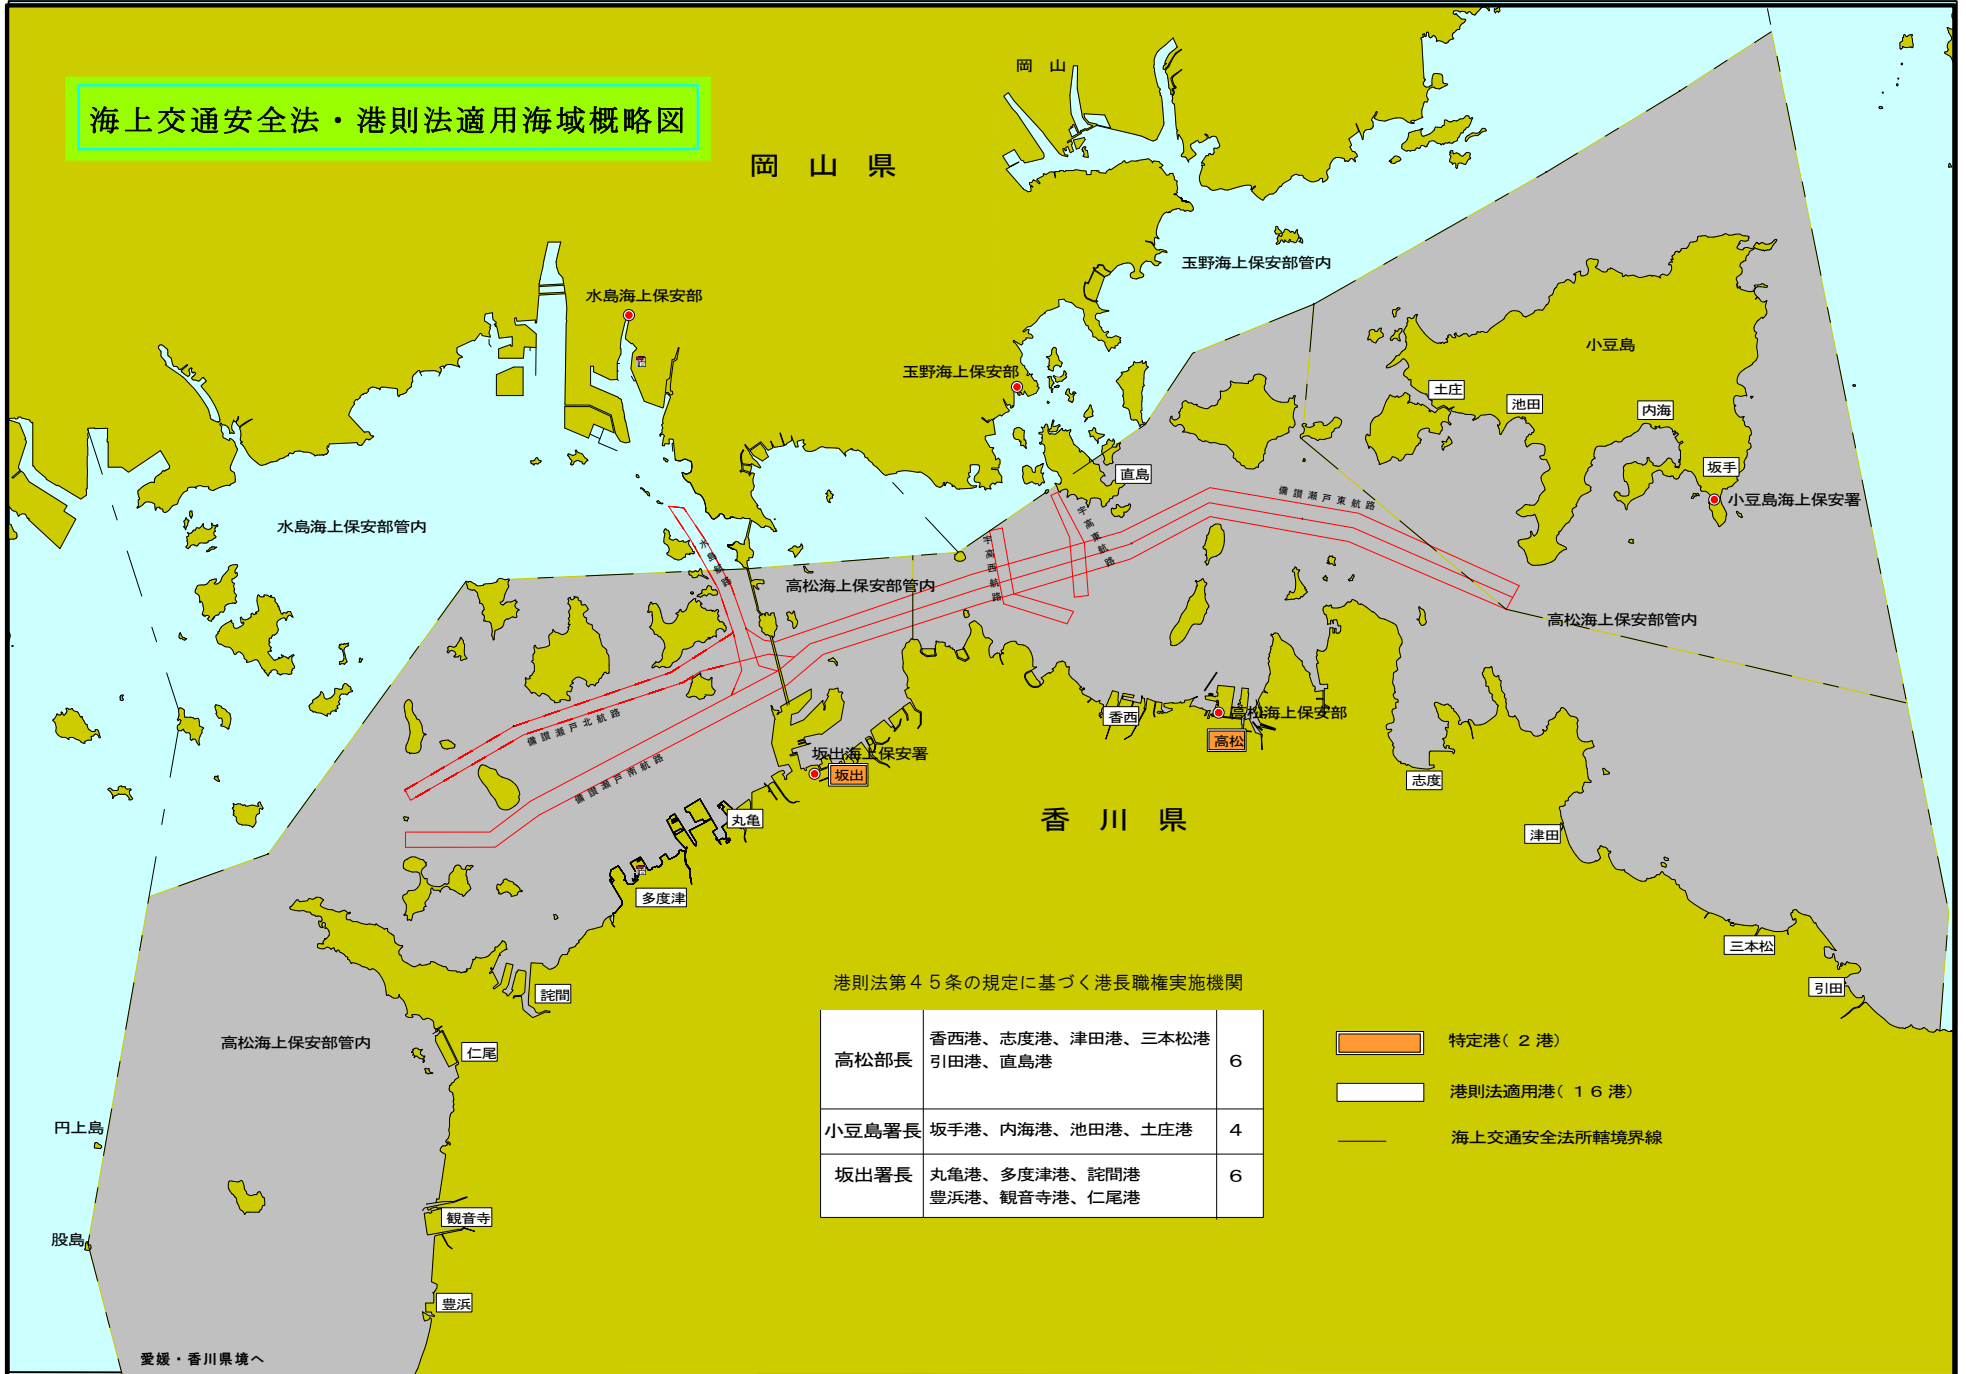 海上交通安全法・港則法適用海域概略図
岡 山
岡 山 県
玉野海上保安部管内
水島海上保安部
小豆島
玉野海上保安部
土庄
池田
内海
坂手
直島
小豆島海上保安署
備讃瀬戸東航路
宇高東航路
水島海上保安部管内
水島航路
宇高西航路
高松海上保安部管内
高松海上保安部管内
備讃瀬戸北航路
備讃瀬戸南航路
香西
高松海上保安部
高松
坂出海上保安署
坂出
志度
丸亀
香 川 県
津田
多度津
三本松
引田
詫間
高松海上保安部管内
仁尾
円上島
観音寺
股島
豊浜
愛媛・香川県境へ
港則法第45条の規定に基づく港長職権実施機関
高松部長
香西港、志度港、津田港、三本松港
引田港、直島港
6
小豆島署長
坂手港、内海港、池田港、土庄港
4
坂出署長
丸亀港、多度津港、詫間港
豊浜港、観音寺港、仁尾港
6
特定港(2港)
港則法適用港(16港)
海上交通安全法所轄境界線